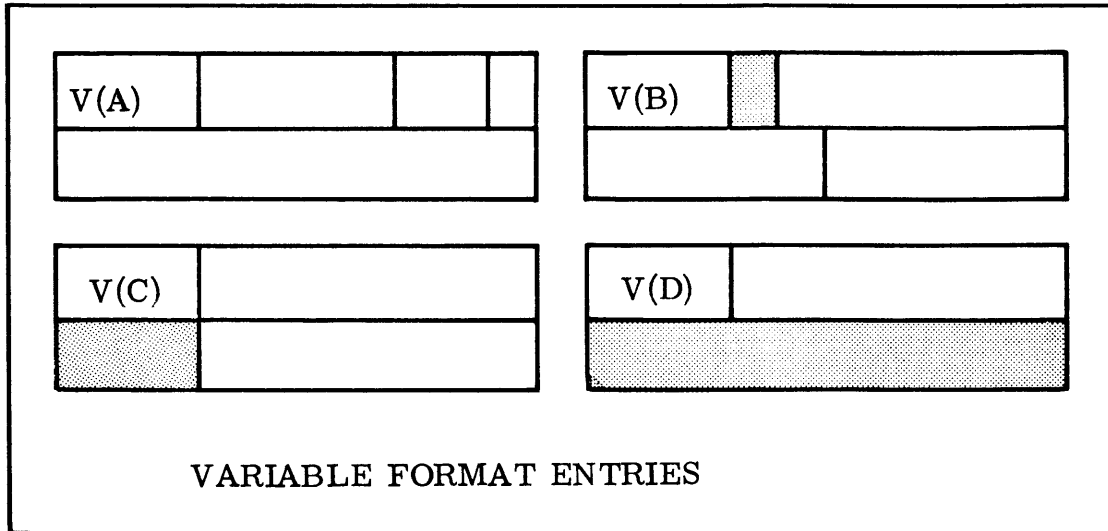 V(A)
V(B)
V(C)
V(D)
VARIABLE FORMAT ENTRIES